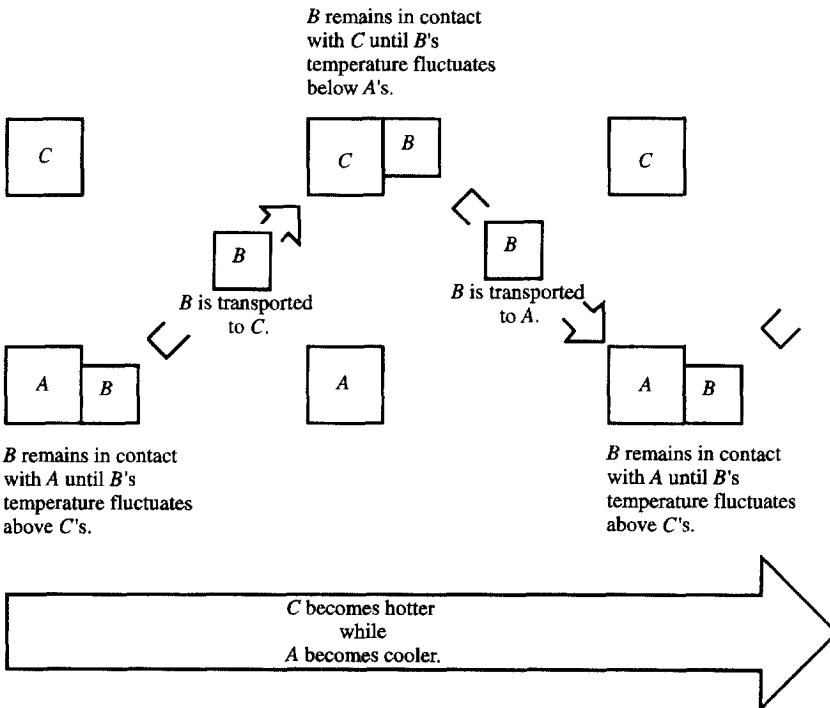 B remains in contact
with C until B's
temperature fluctuates
below A's.
C
C
B
C
B
B is transported
to C.
B
B is transported
to A.
A
B
A
A
B
B remains in contact
with A until B's
temperature fluctuates
above C's.
B remains in contact
with A until B's
temperature fluctuates
above C's.
C becomes hotter
while
A becomes cooler.